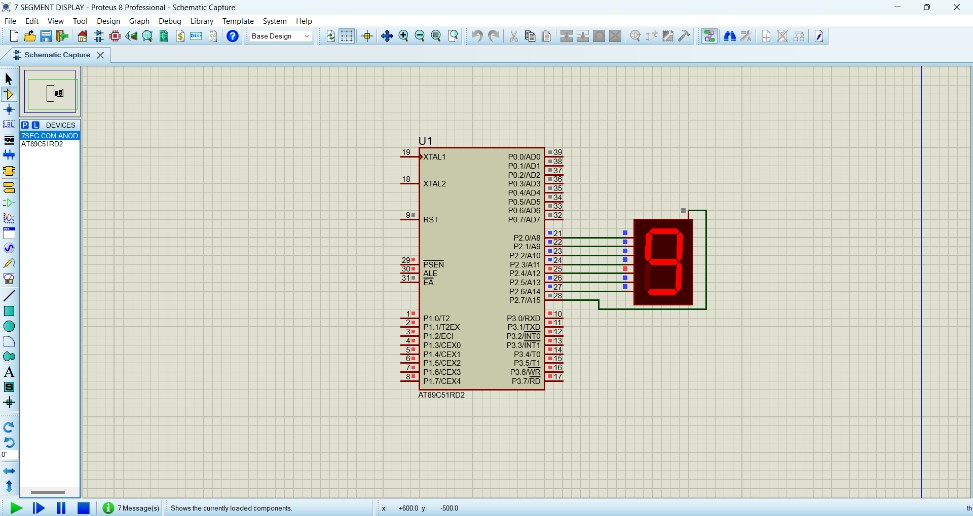 7 SEGMENT DISPLAY - Proteus 8 Professional - Schematic Capture
File Edit View Tool Design Graph Debug Library Template System Help
Base Design
Schematic Capture
P L DEVICES
7SEG COM ANOD
AT89C51RD2
LBL
A
S
0°
U1
19 XTAL1
18 XTAL2
9 RST
29 PSEN
30 ALE
31 EA
1 P1.0/T2
2 P1.1/T2EX
3 P1.2/ECI
4 P1.3/CEX0
5 P1.4/CEX1
6 P1.5/CEX2
7 P1.6/CEX3
8 P1.7/CEX4
P0.0/AD0 39
P0.1/AD1 38
P0.2/AD2 37
P0.3/AD3 36
P0.4/AD4 35
P0.5/AD5 34
P0.6/AD6 33
P0.7/AD7 32
P2.0/A8 21
P2.1/A9 22
P2.2/A10 23
P2.3/A11 24
P2.4/A12 25
P2.5/A13 26
P2.6/A14 27
P2.7/A15 28
P3.0/RXD 10
P3.1/TXD 11
P3.2/INT0 12
P3.3/INT1 13
P3.4/T0 14
P3.5/T1 15
P3.6/WR 16
P3.7/RD 17
AT89C51RD2
9
7 Message(s) Shows the currently loaded components. x +600.0 y -500.0 th